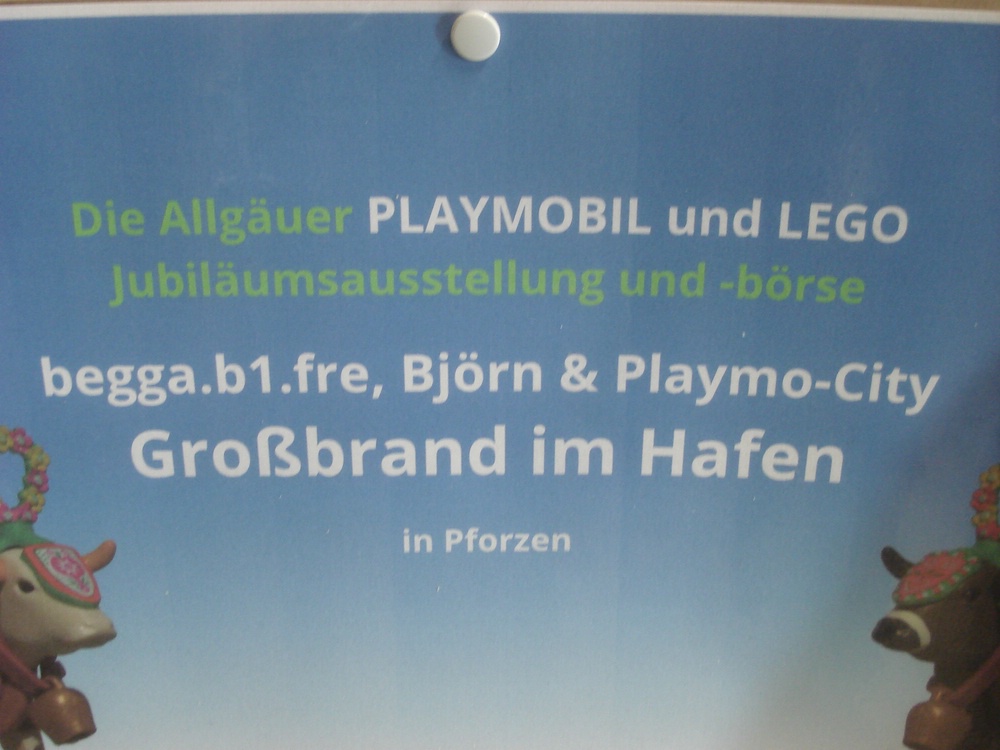 Die Allgäuer PLAYMOBIL und LEGO
Jubiläumsausstellung und -börse
begga.b1.fre, Björn & Playmo-City
Großbrand im Hafen
in Pforzen